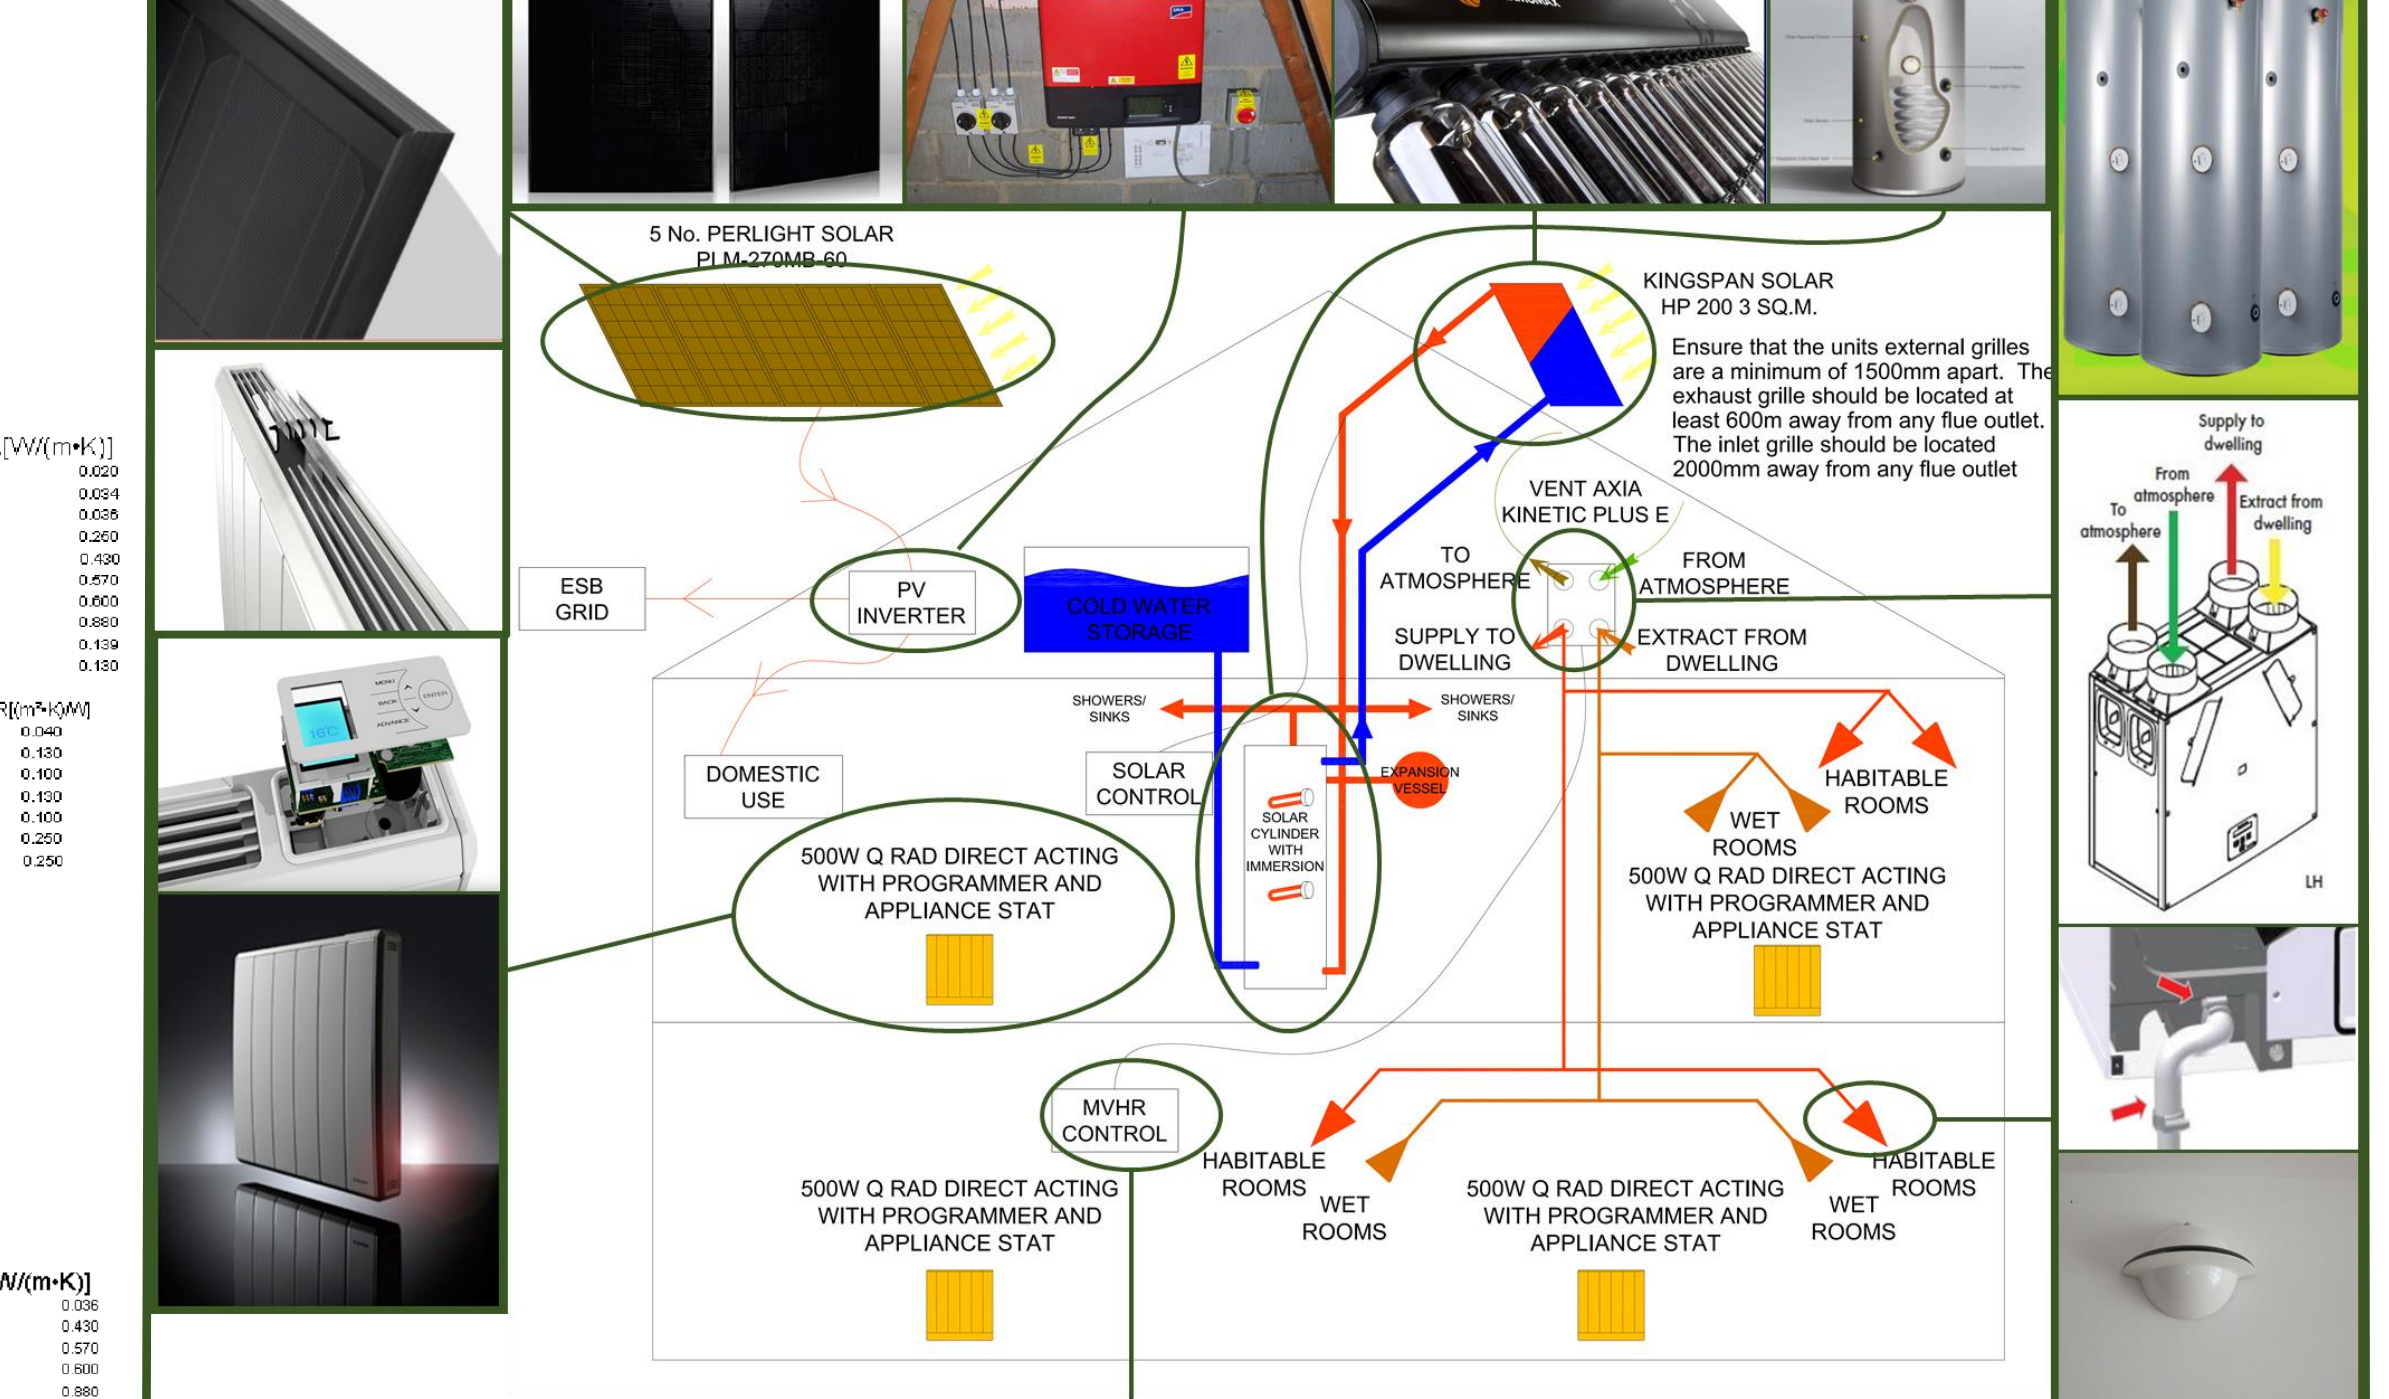 [W/(m•K)]
0.020
0.034
0.036
0.250
0.430
0.570
0.600
0.880
0.139
0.130
R[(m²•K)/W]
0.040
0.130
0.100
0.130
0.100
0.250
0.250
W/(m•K)]
0.036
0.430
0.570
0.600
0.880
MENU
BACK
ADVANCE
ENTER
16°C
SMA
5 No. PERLIGHT SOLAR
PLM-270MB-60
KINGSPAN SOLAR
HP 200 3 SQ.M.
Ensure that the units external grilles
are a minimum of 1500mm apart. The
exhaust grille should be located at
least 600m away from any flue outlet.
The inlet grille should be located
2000mm away from any flue outlet
VENT AXIA
KINETIC PLUS E
TO
ATMOSPHERE
FROM
ATMOSPHERE
SUPPLY TO
DWELLING
EXTRACT FROM
DWELLING
ESB
GRID
PV
INVERTER
COLD WATER
STORAGE
SHOWERS/
SINKS
SHOWERS/
SINKS
DOMESTIC
USE
SOLAR
CONTROL
EXPANSION
VESSEL
SOLAR
CYLINDER
WITH
IMMERSION
HABITABLE
ROOMS
WET
ROOMS
500W Q RAD DIRECT ACTING
WITH PROGRAMMER AND
APPLIANCE STAT
500W Q RAD DIRECT ACTING
WITH PROGRAMMER AND
APPLIANCE STAT
MVHR
CONTROL
HABITABLE
ROOMS
WET
ROOMS
HABITABLE
ROOMS
WET
ROOMS
500W Q RAD DIRECT ACTING
WITH PROGRAMMER AND
APPLIANCE STAT
500W Q RAD DIRECT ACTING
WITH PROGRAMMER AND
APPLIANCE STAT
Supply to
dwelling
From
atmosphere
To
atmosphere
Extract from
dwelling
LH